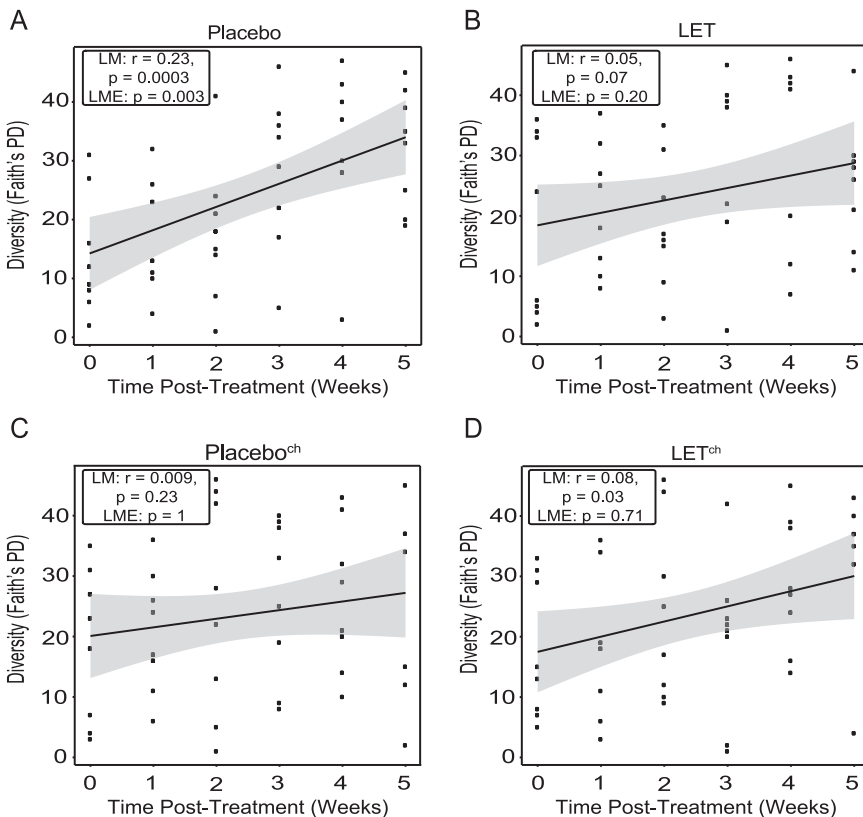 A
Placebo
LM: r = 0.23,
p = 0.0003
LME: p = 0.003
Diversity (Faith's PD)
40
30
20
10
0
0 1 2 3 4 5
Time Post-Treatment (Weeks)
B
LET
LM: r = 0.05,
p = 0.07
LME: p = 0.20
Diversity (Faith's PD)
40
30
20
10
0
0 1 2 3 4 5
Time Post-Treatment (Weeks)
C
Placebo^ch
LM: r = 0.009,
p = 0.23
LME: p = 1
Diversity (Faith's PD)
40
30
20
10
0
0 1 2 3 4 5
Time Post-Treatment (Weeks)
D
LET^ch
LM: r = 0.08,
p = 0.03
LME: p = 0.71
Diversity (Faith's PD)
40
30
20
10
0
0 1 2 3 4 5
Time Post-Treatment (Weeks)